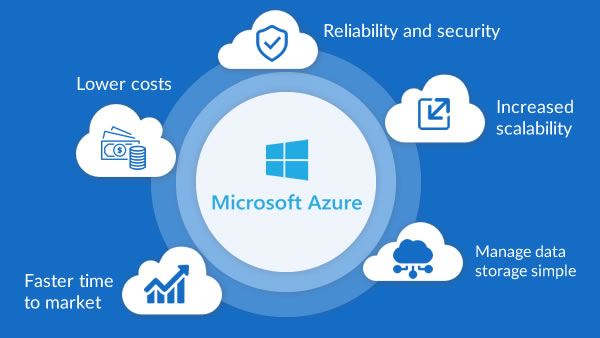 Reliability and security
Lower costs
Increased
scalability
Microsoft Azure
Manage data
storage simple
Faster time
to market